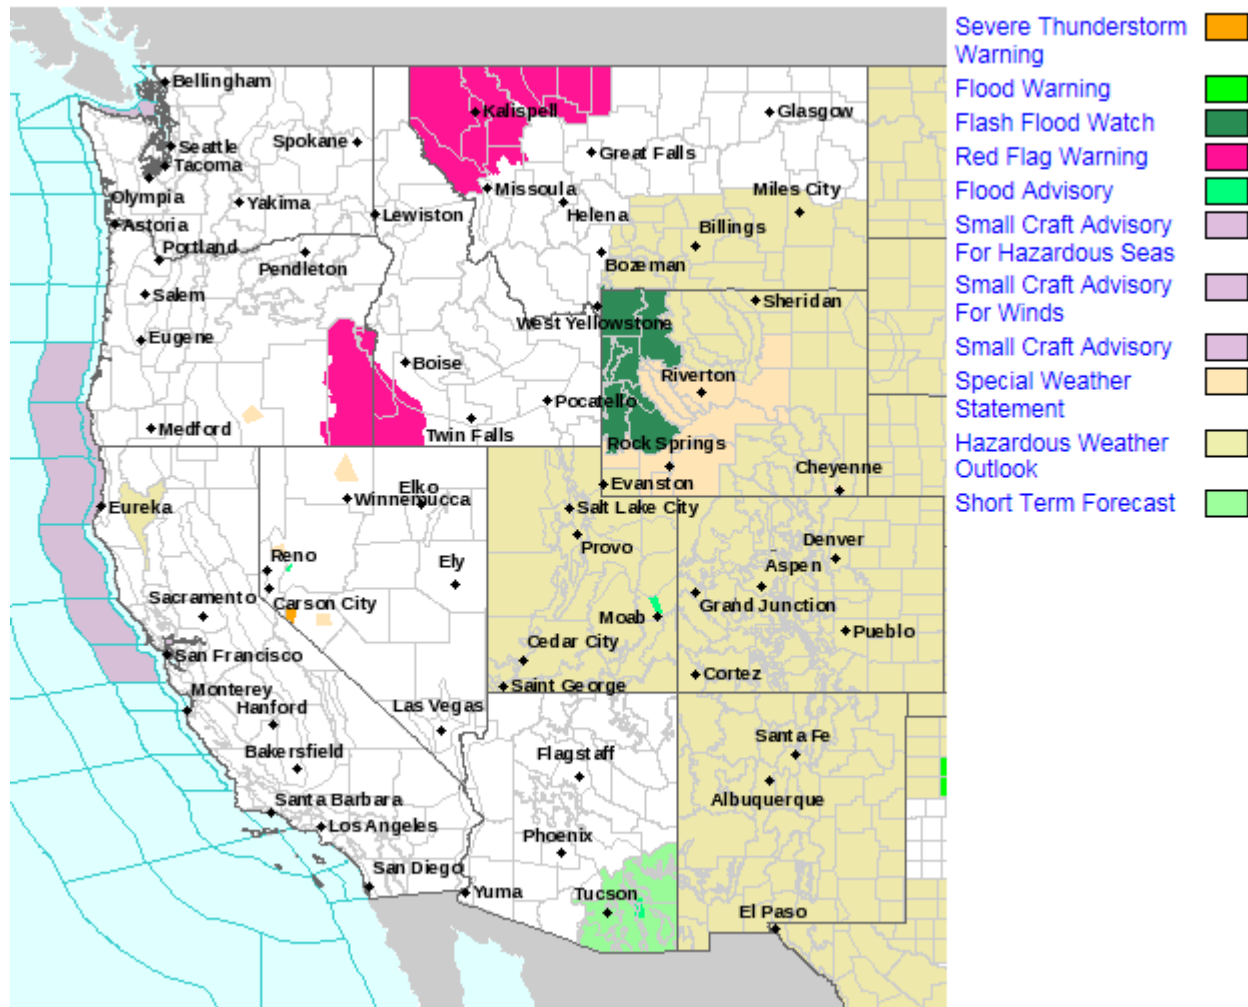 Bellingham
Kalispell
Glasgow
Seattle
Spokane
Great Falls
Tacoma
Missoula
Miles City
Olympia
Yakima
Lewiston
Helena
Astoria
Billings
Portland
Pendleton
Bozeman
Salem
Sheridan
West Yellowstone
Eugene
Boise
Riverton
Pocatello
Medford
Twin Falls
Rock Springs
Cheyenne
Evanston
Elko
Winnemucca
Eureka
Salt Lake City
Denver
Provo
Reno
Ely
Aspen
Sacramento
Carson City
Grand Junction
Moab
Pueblo
Cedar City
San Francisco
Cortez
Saint George
Monterey
Hanford
Las Vegas
Santa Fe
Bakersfield
Flagstaff
Santa Barbara
Albuquerque
Los Angeles
Phoenix
San Diego
Yuma
Tucson
El Paso
Severe Thunderstorm
Warning
Flood Warning
Flash Flood Watch
Red Flag Warning
Flood Advisory
Small Craft Advisory
For Hazardous Seas
Small Craft Advisory
For Winds
Small Craft Advisory
Special Weather
Statement
Hazardous Weather
Outlook
Short Term Forecast